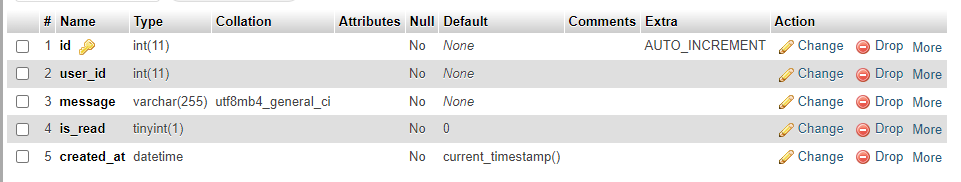 # Name Type Collation Attributes Null Default Comments Extra Action
1 id int(11) No None AUTO_INCREMENT Change Drop More
2 user_id int(11) No None Change Drop More
3 message varchar(255) utf8mb4_general_ci No None Change Drop More
4 is_read tinyint(1) No 0 Change Drop More
5 created_at datetime No current_timestamp() Change Drop More